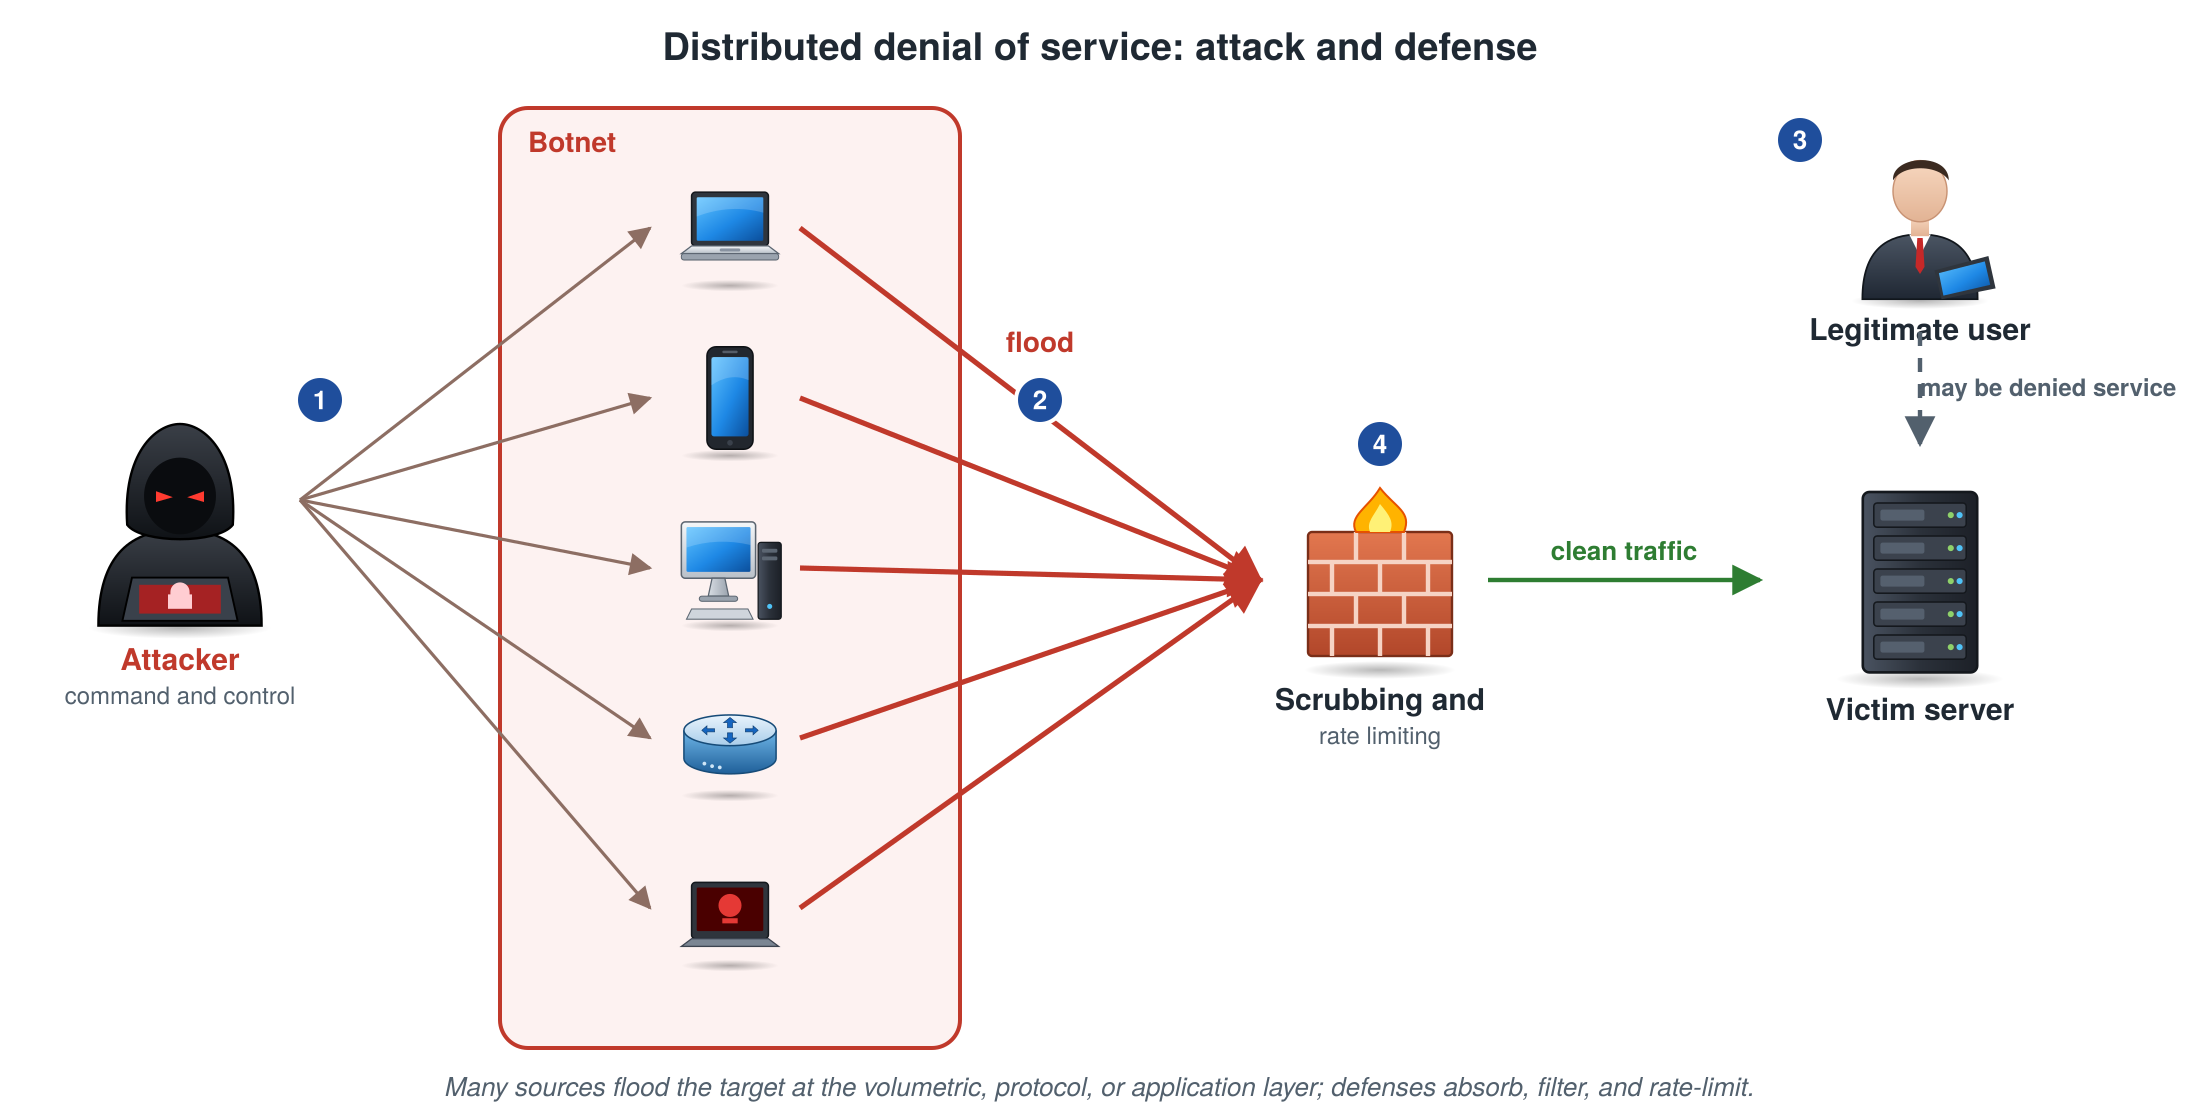 Distributed denial of service: attack and defense
Botnet
3
flood
Legitimate user
may be denied service
1
2
4
clean traffic
Attacker
command and control
Scrubbing and
rate limiting
Victim server
Many sources flood the target at the volumetric, protocol, or application layer; defenses absorb, filter, and rate-limit.